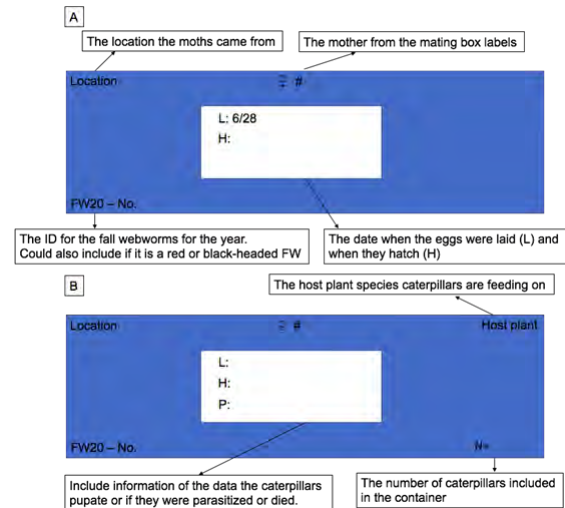 A
The location the moths came from
The mother from the mating box labels
Location
♀ #
L: 6/28
H:
FW20 – No.
The ID for the fall webworms for the year.
Could also include if it is a red or black-headed FW
The date when the eggs were laid (L) and
when they hatch (H)
B
The host plant species caterpillars are feeding on
Location
♀ #
Host plant
L:
H:
P:
FW20 – No.
N=
Include information of the data the caterpillars
pupate or if they were parasitized or died.
The number of caterpillars included
in the container